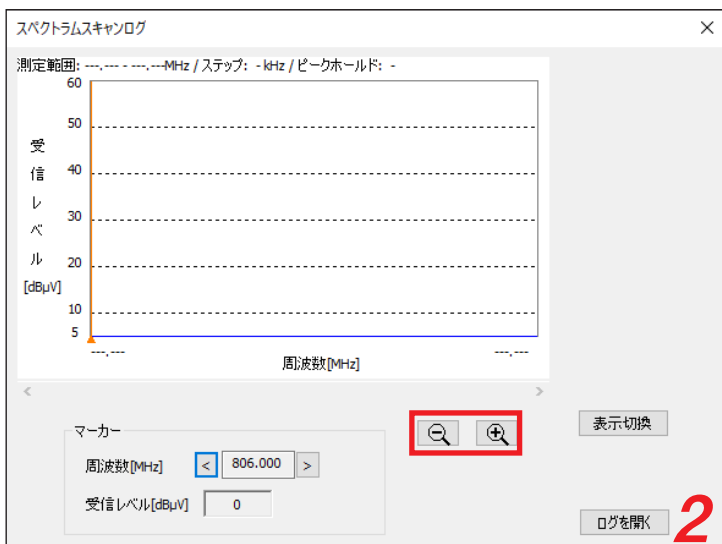 スペクトラムスキャンログ
測定範囲: ---.--- - ---.---MHz / ステップ: - kHz / ピークホールド: -
60
50
40
30
20
10
5
受信レベル
[dBμV]
---.--- ---.---
周波数[MHz]
< >
マーカー
周波数[MHz] < 806.000 >
受信レベル[dBμV] 0
表示切換
ログを開く 2